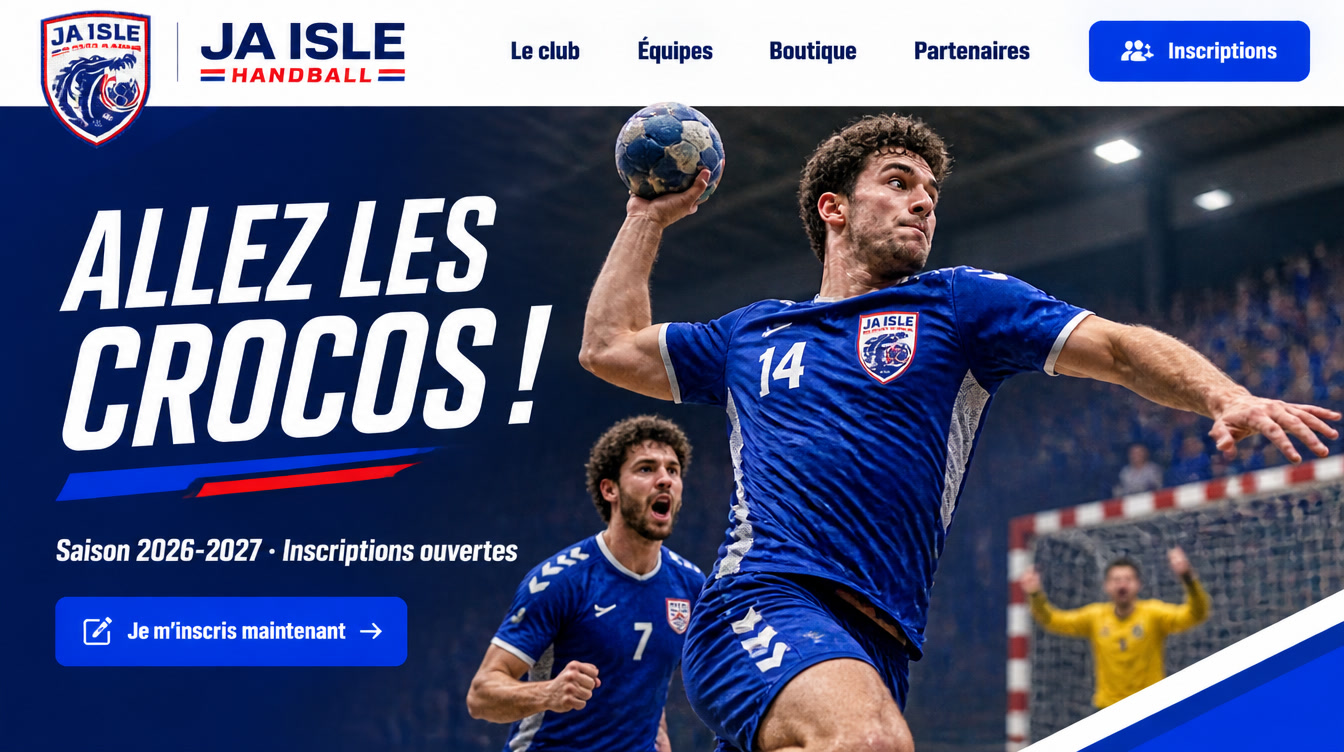 JA ISLE
JA ISLE
HANDBALL
Le club
Équipes
Boutique
Partenaires
Inscriptions
ALLEZ LES
CROCOS !
Saison 2026-2027 · Inscriptions ouvertes
Je m'inscris maintenant
14
JA ISLE
7